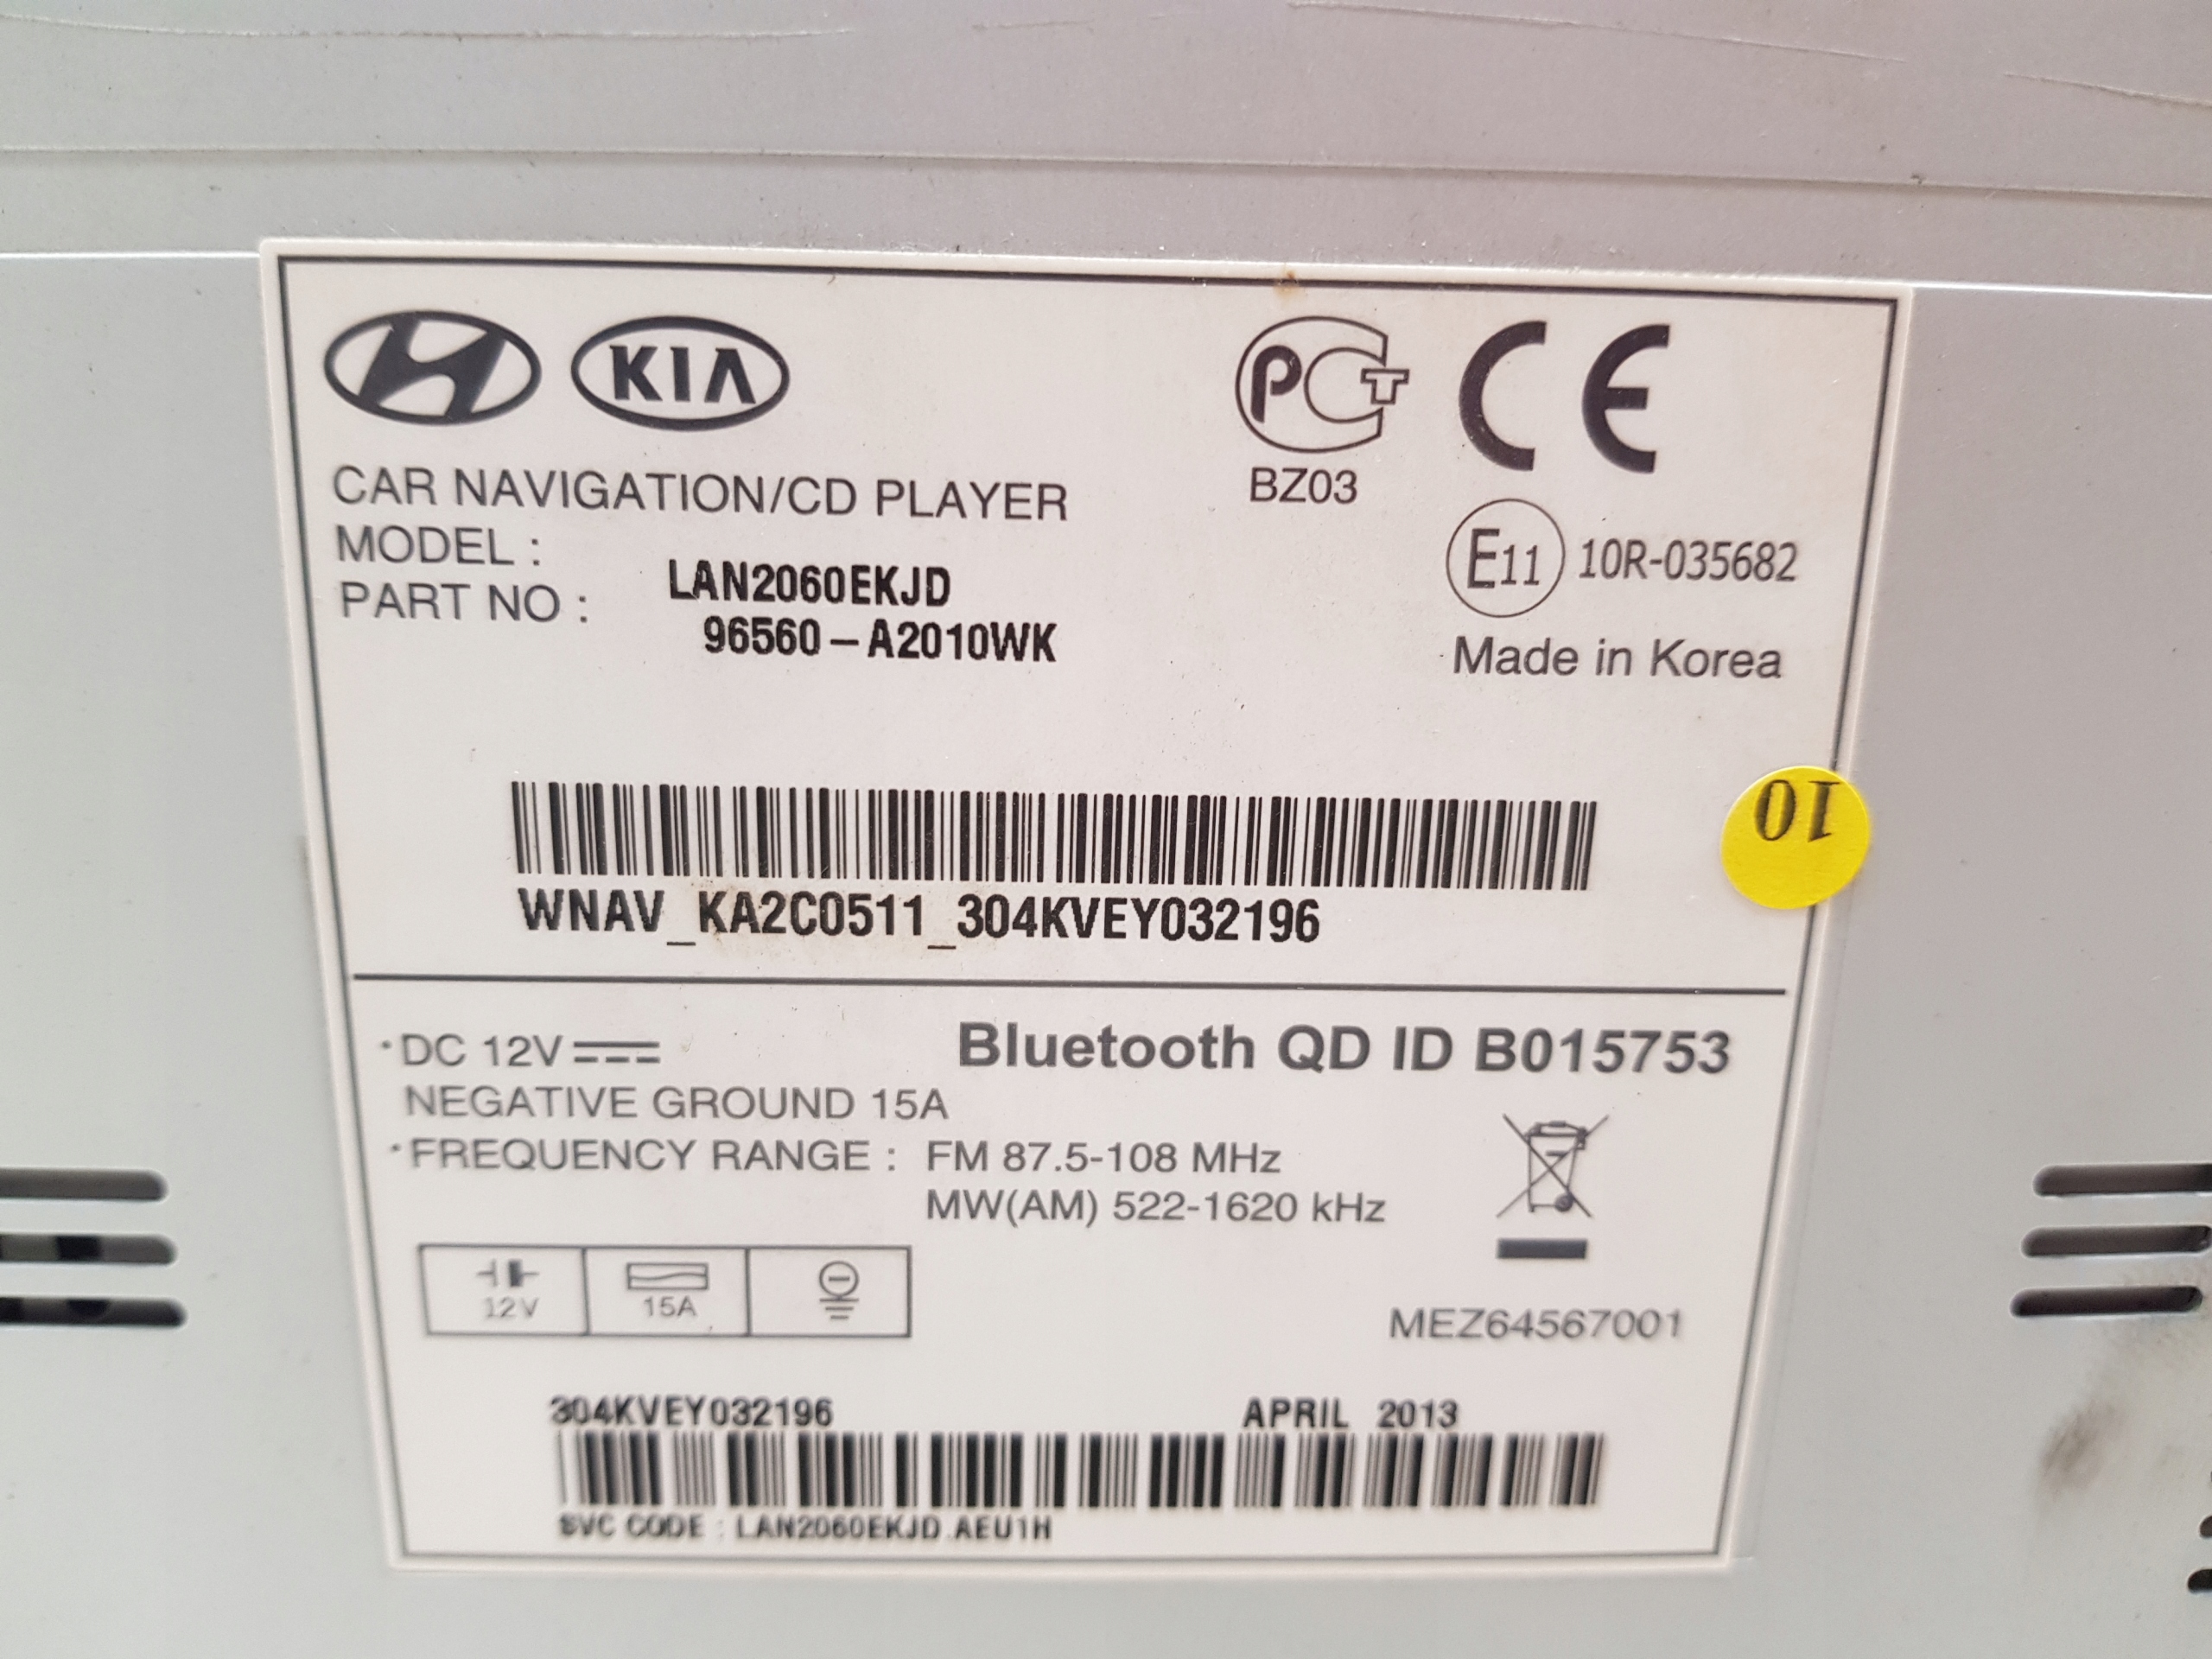 KIA
PCT
CE
CAR NAVIGATION/CD PLAYER
BZ03
MODEL :
LAN2060EKJD
E11 10R-035682
PART NO :
96560-A2010WK
Made in Korea
10
WNAV_KA2C0511_304KVEY032196
·DC 12V
Bluetooth QD ID B015753
NEGATIVE GROUND 15A
·FREQUENCY RANGE : FM 87.5-108 MHz
MW(AM) 522-1620 kHz
12V
15A
MEZ64567001
304KVEY032196
APRIL 2013
SVC CODE : LAN2060EKJD.AEU1H